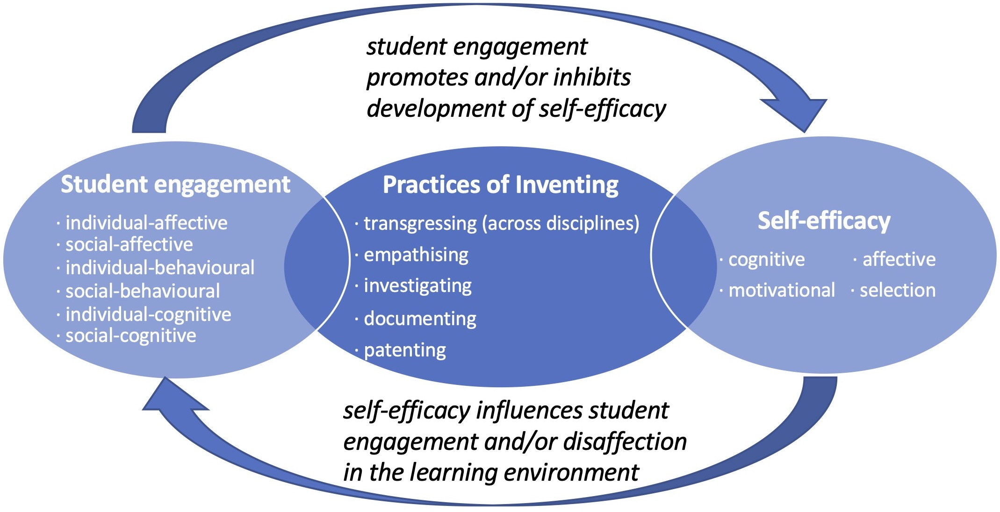 student engagement
promotes and/or inhibits
development of self-efficacy
Student engagement
· individual-affective
· social-affective
· individual-behavioural
· social-behavioural
· individual-cognitive
· social-cognitive
Practices of Inventing
· transgressing (across disciplines)
· empathising
· investigating
· documenting
· patenting
Self-efficacy
· cognitive · affective
· motivational · selection
self-efficacy influences student
engagement and/or disaffection
in the learning environment